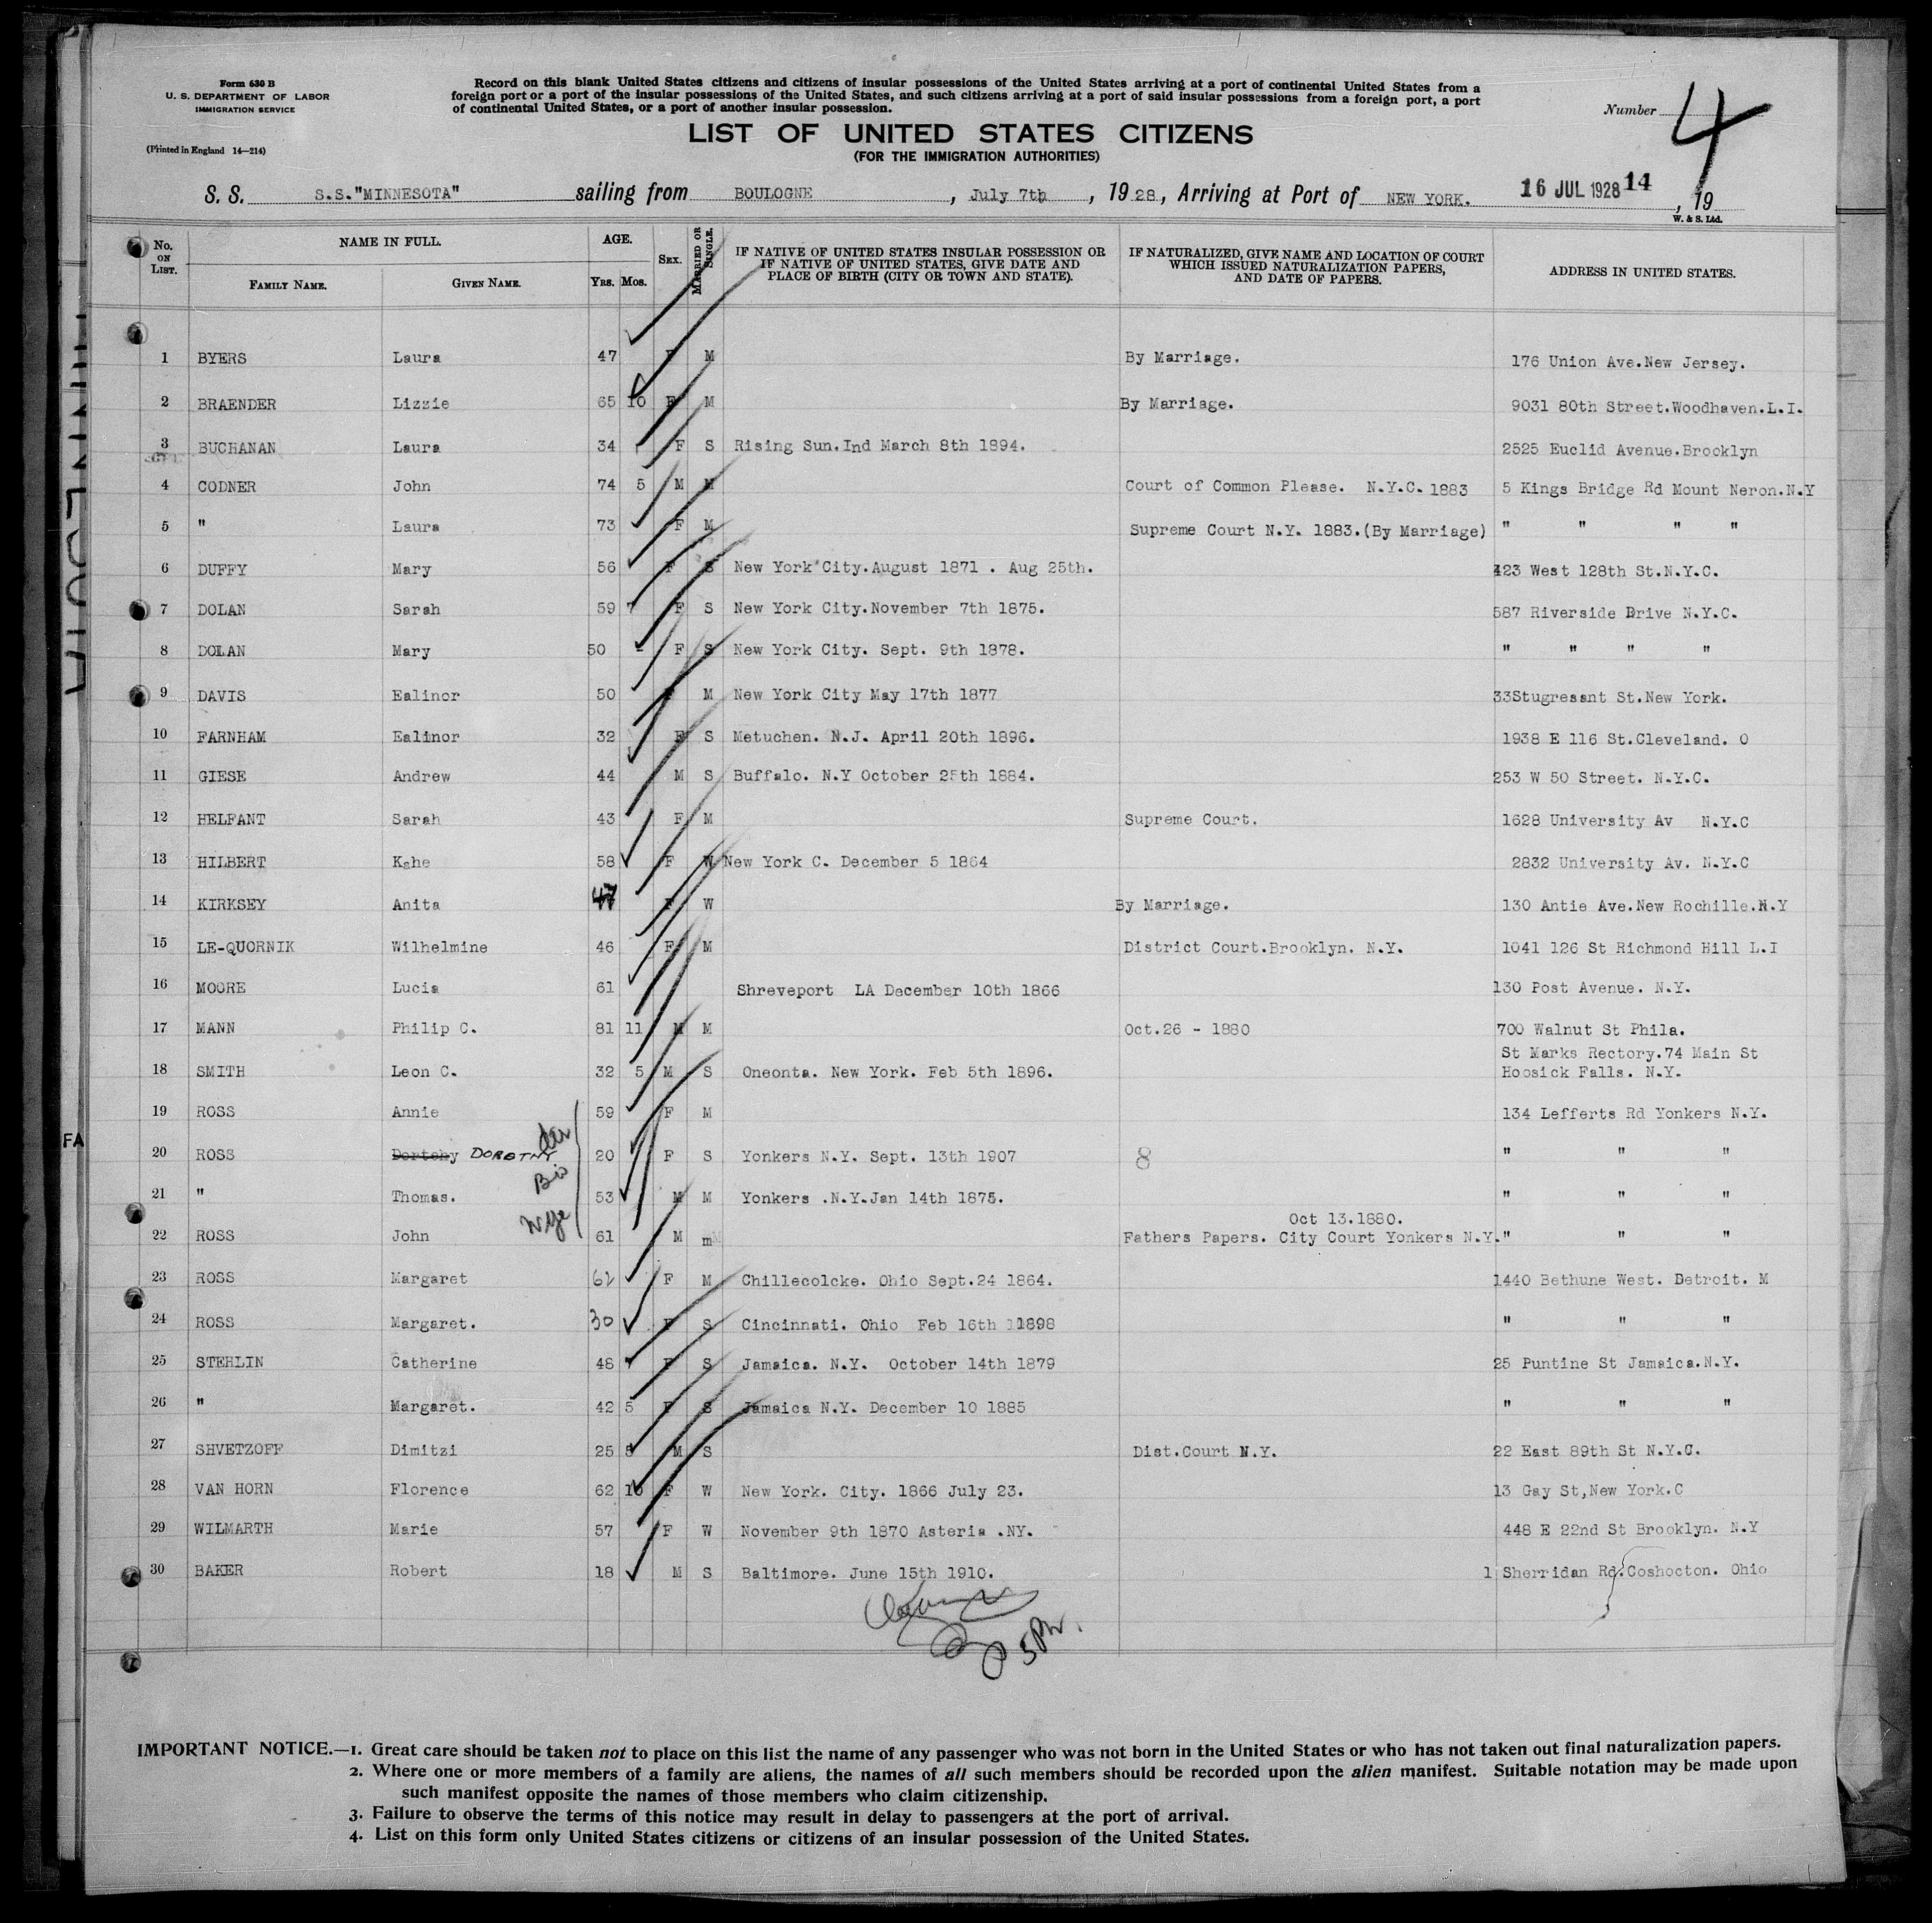 Form 630 B
U. S. DEPARTMENT OF LABOR
IMMIGRATION SERVICE
(Printed in England 14—214)
Record on this blank United States citizens and citizens of insular possessions of the United States arriving at a port of continental United States from a
foreign port or a port of the insular possessions of the United States, and such citizens arriving at a port of said insular possessions from a foreign port, a port
of continental United States, or a port of another insular possession.
Number 4
LIST OF UNITED STATES CITIZENS
(FOR THE IMMIGRATION AUTHORITIES)
S. S. S.S."MINNESOTA" sailing from BOULOGNE, July 7th, 1928, Arriving at Port of NEW YORK. 16 JUL 1928 14, 19
W. & S. Ltd.
No. ON LIST. NAME IN FULL. FAMILY NAME. GIVEN NAME. AGE. YRS. MOS. SEX. MARRIED OR SINGLE. IF NATIVE OF UNITED STATES INSULAR POSSESSION OR IF NATIVE OF UNITED STATES, GIVE DATE AND PLACE OF BIRTH (CITY OR TOWN AND STATE). IF NATURALIZED, GIVE NAME AND LOCATION OF COURT WHICH ISSUED NATURALIZATION PAPERS, AND DATE OF PAPERS. ADDRESS IN UNITED STATES.
1 BYERS Laura 47 F M By Marriage. 176 Union Ave.New Jersey.
2 BRAENDER Lizzie 65 10 F M By Marriage. 9031 80th Street.Woodhaven.L.I.
3 BUCHANAN Laura 34 F S Rising Sun.Ind March 8th 1894. 2525 Euclid Avenue.Brooklyn
4 CODNER John 74 5 M M Court of Common Please. N.Y.C. 1883 5 Kings Bridge Rd Mount Neron.N.Y
5 " Laura 73 F M Supreme Court N.Y. 1883.(By Marriage) " " " "
6 DUFFY Mary 56 F S New York City.August 1871 . Aug 25th. 423 West 128th St.N.Y.C.
7 DOLAN Sarah 59 7 F S New York City.November 7th 1875. 587 Riverside Drive N.Y.C.
8 DOLAN Mary 50 - F S New York City. Sept. 9th 1878. " " " "
9 DAVIS Ealinor 50 F M New York City May 17th 1877 33Stugresant St.New York.
10 FARNHAM Ealinor 32 F S Metuchen. N.J. April 20th 1896. 1938 E 116 St.Cleveland. O
11 GIESE Andrew 44 M S Buffalo. N.Y October 25th 1884. 253 W 50 Street. N.Y.C.
12 HELFANT Sarah 43 F M Supreme Court. 1628 University Av N.Y.C
13 HILBERT Kahe 58 F W New York C. December 5 1864 2832 University Av. N.Y.C
14 KIRKSEY Anita 47 F W By Marriage. 130 Antie Ave.New Rochille.N.Y
15 LE-QUORNIK Wilhelmine 46 F M District Court.Brooklyn. N.Y. 1041 126 St Richmond Hill L.I
16 MOORE Lucia 61 Shreveport LA December 10th 1866 130 Post Avenue. N.Y.
17 MANN Philip C. 81 11 M M Oct.26 - 1880 700 Walnut St Phila.
18 SMITH Leon C. 32 5 M S Oneonta. New York. Feb 5th 1896. St Marks Rectory.74 Main St
Hoosick Falls. N.Y.
19 ROSS Annie 59 F M 134 Lefferts Rd Yonkers N.Y.
20 ROSS Dortehy DOROTHY 20 F S Yonkers N.Y. Sept. 13th 1907 8 " " "
21 " Thomas. 53 M M Yonkers .N.Y.Jan 14th 1875. " " "
Oct 13.1880.
22 ROSS John 61 M m Fathers Papers. City Court Yonkers N.Y. " " "
23 ROSS Margaret 62 F M Chillecolcke. Ohio Sept.24 1864. 1440 Bethune West. Detroit. M
24 ROSS Margaret. 30 F S Cincinnati. Ohio Feb 16th 1898 " " "
25 STEHLIN Catherine 48 F S Jamaica. N.Y. October 14th 1879 25 Puntine St Jamaica.N.Y.
26 " Margaret. 42 5 F S Jamaica N.Y. December 10 1885 " " "
27 SHVETZOFF Dimitzi 25 8 M S Dist.Court N.Y. 22 East 89th St N.Y.C.
28 VAN HORN Florence 62 10 F W New York. City. 1866 July 23. 13 Gay St,New York.C
29 WILMARTH Marie 57 F W November 9th 1870 Asteria .NY. 448 E 22nd St Brooklyn. N.Y
30 BAKER Robert 18 M S Baltimore. June 15th 1910. 1 Sherridan Rd.Coshocton. Ohio
IMPORTANT NOTICE.—1. Great care should be taken not to place on this list the name of any passenger who was not born in the United States or who has not taken out final naturalization papers.
2. Where one or more members of a family are aliens, the names of all such members should be recorded upon the alien manifest. Suitable notation may be made upon
such manifest opposite the names of those members who claim citizenship.
3. Failure to observe the terms of this notice may result in delay to passengers at the port of arrival.
4. List on this form only United States citizens or citizens of an insular possession of the United States.